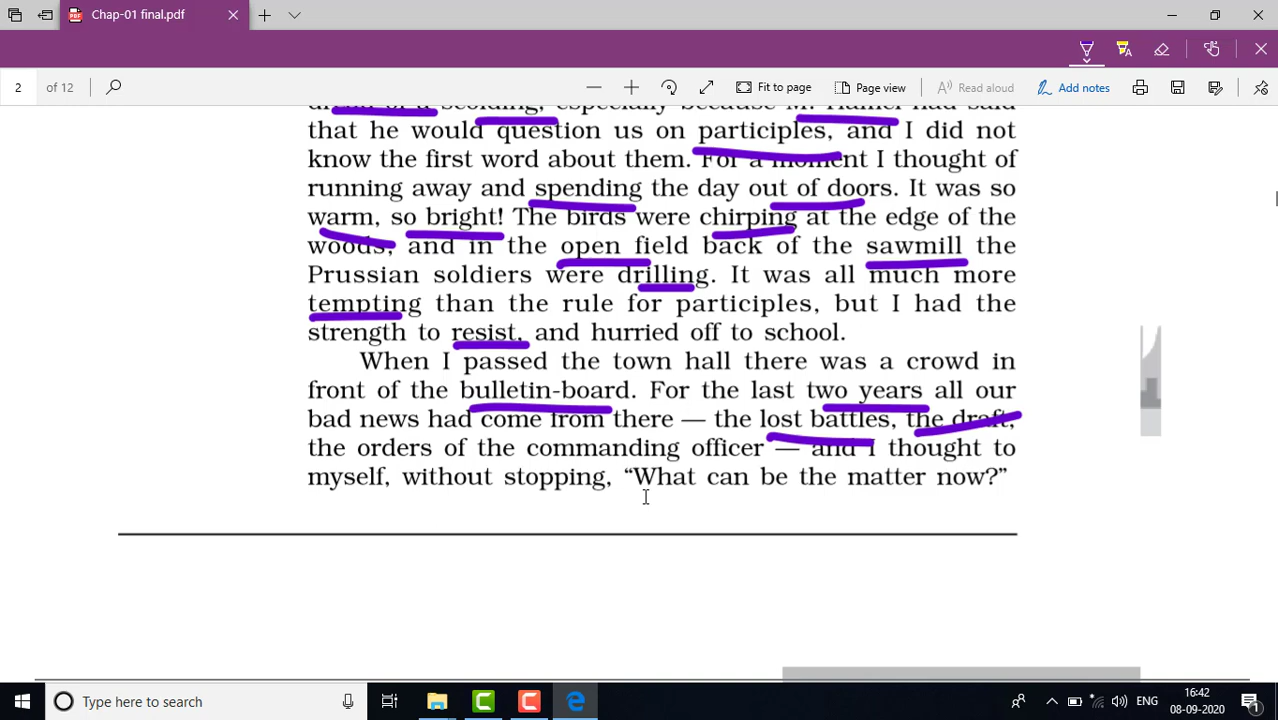 Chap-01 final.pdf
2 of 12
Fit to page
Page view
Read aloud
Add notes
scolding, especially because M. Hamel had said
that he would question us on participles, and I did not
know the first word about them. For a moment I thought of
running away and spending the day out of doors. It was so
warm, so bright! The birds were chirping at the edge of the
woods, and in the open field back of the sawmill the
Prussian soldiers were drilling. It was all much more
tempting than the rule for participles, but I had the
strength to resist, and hurried off to school.
When I passed the town hall there was a crowd in
front of the bulletin-board. For the last two years all our
bad news had come from there — the lost battles, the draft,
the orders of the commanding officer — and I thought to
myself, without stopping, “What can be the matter now?”
Type here to search
ENG
16:42
08-09-2020